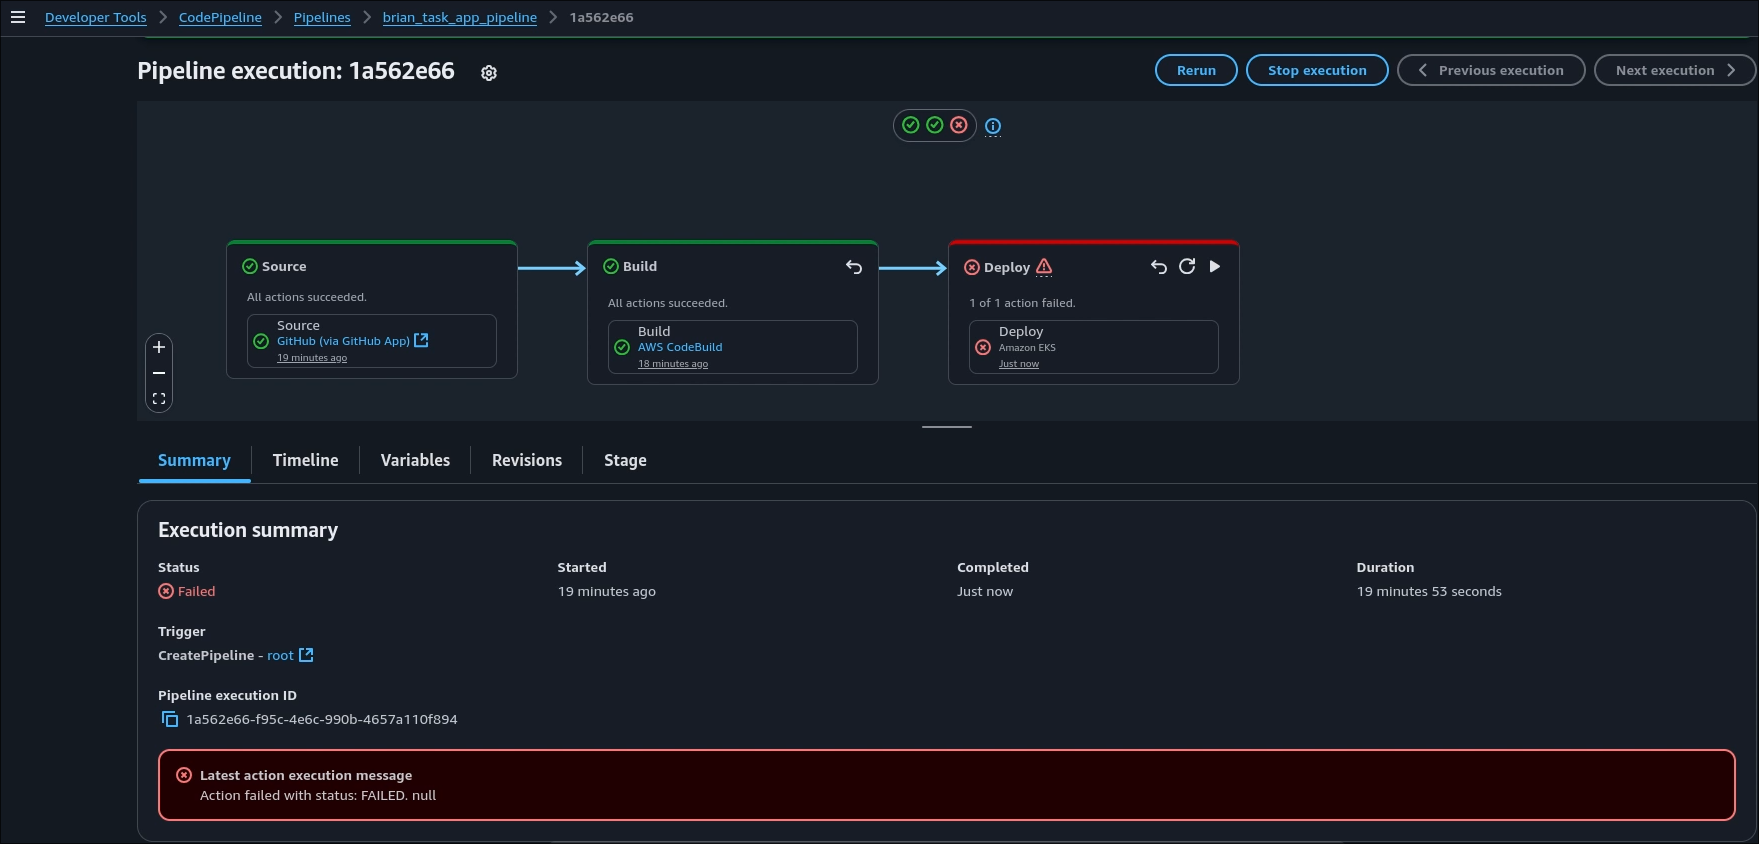 Developer Tools > CodePipeline > Pipelines > brian_task_app_pipeline > 1a562e66
Pipeline execution: 1a562e66
Rerun
Stop execution
Previous execution
Next execution
Source
All actions succeeded.
Source
GitHub (via GitHub App)
19 minutes ago
Build
All actions succeeded.
Build
AWS CodeBuild
18 minutes ago
Deploy
1 of 1 action failed.
Deploy
Amazon EKS
Just now
Summary
Timeline
Variables
Revisions
Stage
Execution summary
Status
Failed
Started
19 minutes ago
Completed
Just now
Duration
19 minutes 53 seconds
Trigger
CreatePipeline - root
Pipeline execution ID
1a562e66-f95c-4e6c-990b-4657a110f894
Latest action execution message
Action failed with status: FAILED. null